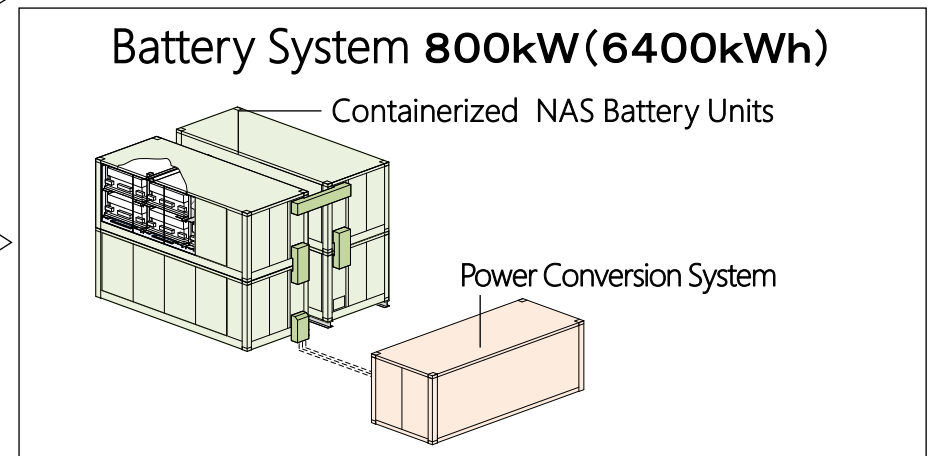 Battery System 800kW(6400kWh)
Containerized NAS Battery Units
Power Conversion System